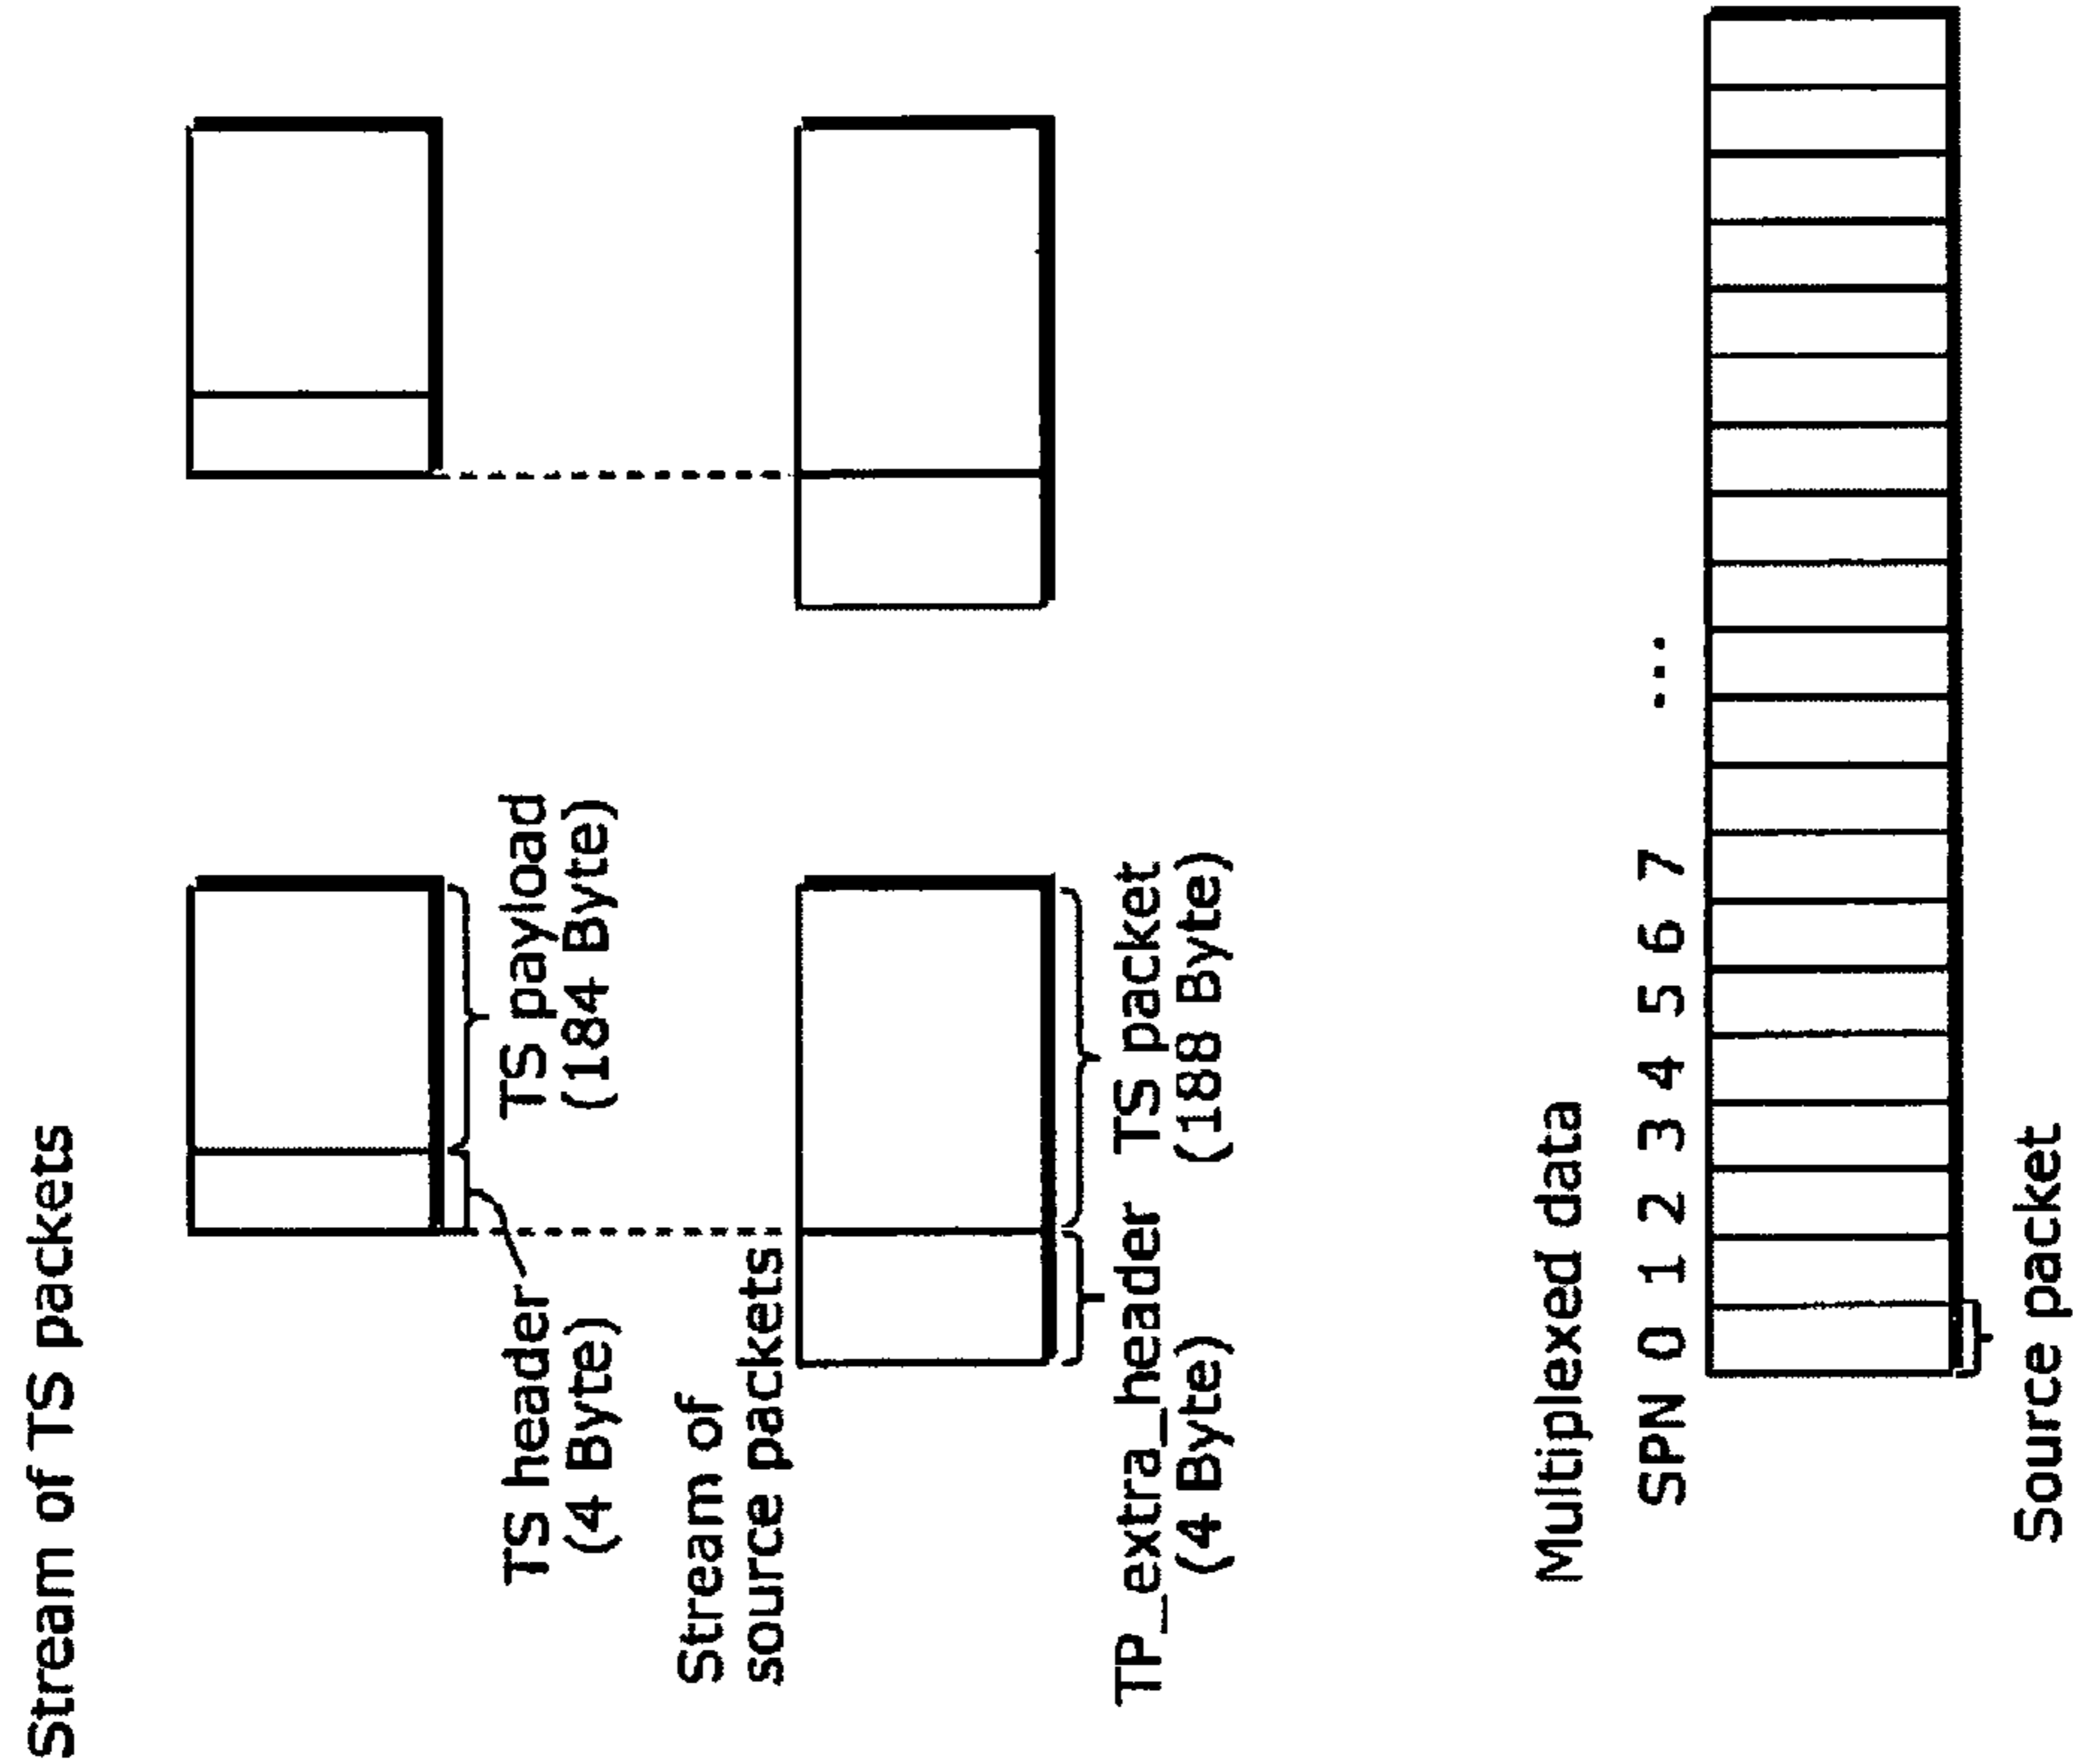 Stream of TS packets
TS header
(4 Byte)
TS payload
(184 Byte)
Stream of
source packets
TP_extra_header
(4 Byte)
TS packet
(188 Byte)
Multiplexed data
SPN 0 1 2 3 4 5 6 7 ...
Source packet